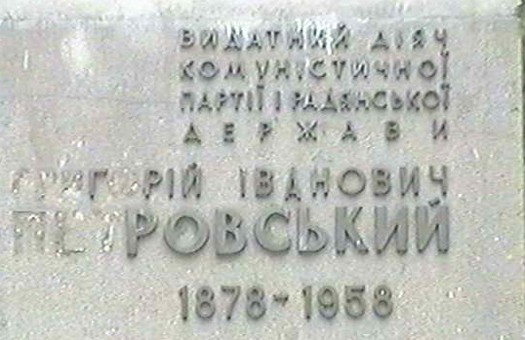 ВИДАТНИЙ ДІЯЧ
КОМУНІСТИЧНОЇ
ПАРТІЇ І РАДЯНСЬКОЇ
ДЕРЖАВИ
ГРИГОРІЙ ІВАНОВИЧ
ПЕТРОВСЬКИЙ
1878-1958